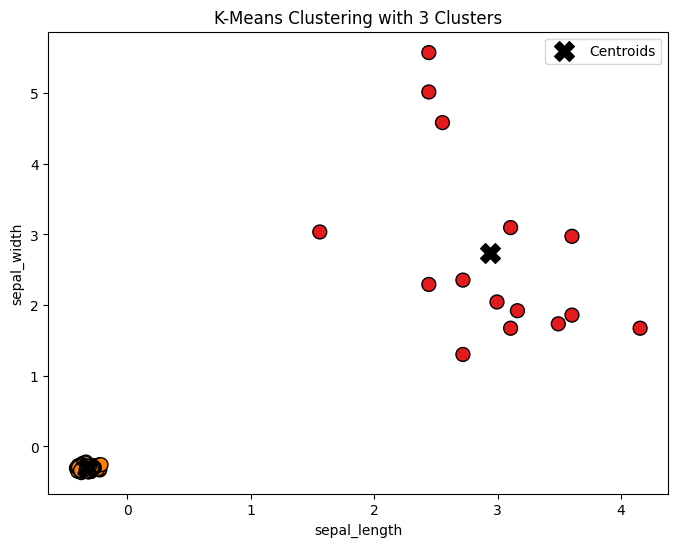 K-Means Clustering with 3 Clusters
Centroids
sepal_width
5
4
3
2
1
0
0 1 2 3 4
sepal_length